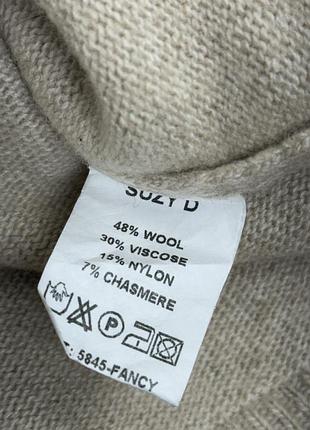 SUZY D
48% WOOL
30% VISCOSE
15% NYLON
7% CHASMERE
P
T: 5845-FANCY